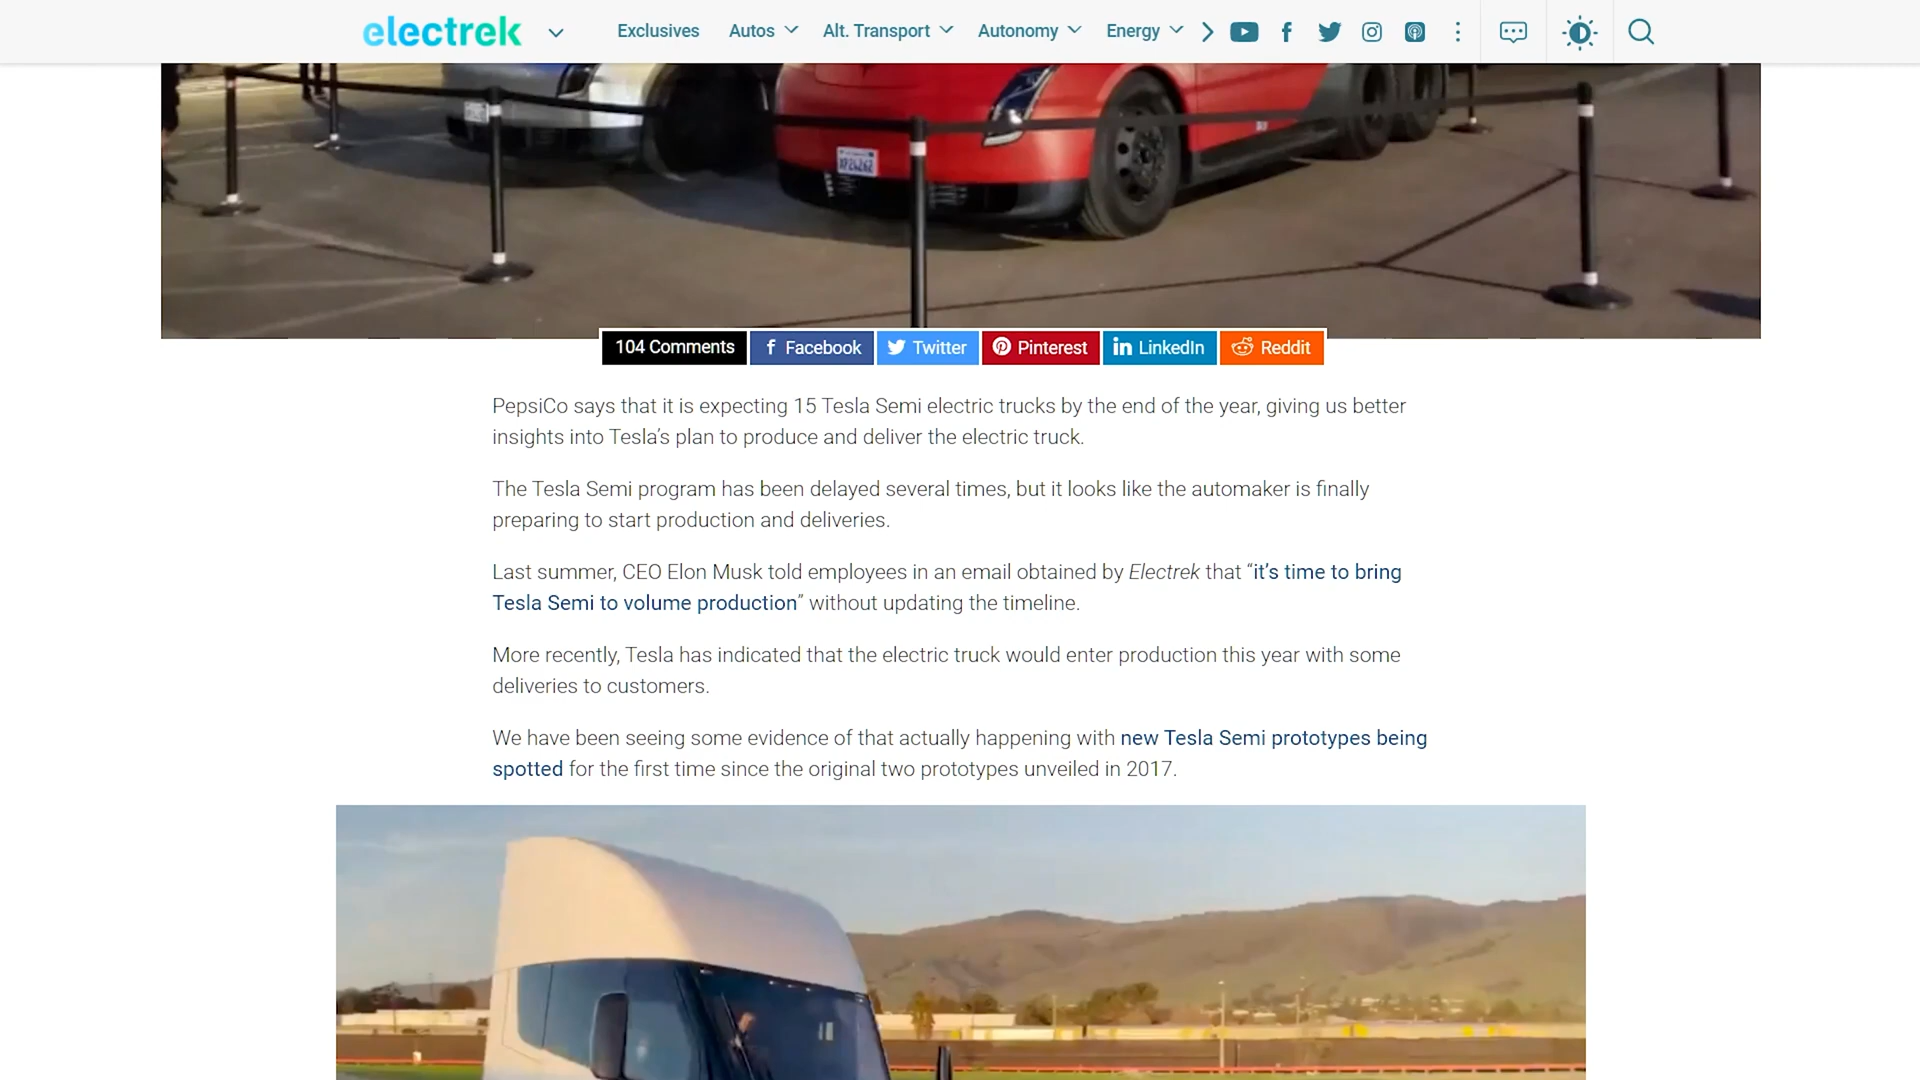 electrek
Exclusives Autos Alt. Transport Autonomy Energy
104 Comments Facebook Twitter Pinterest LinkedIn Reddit
PepsiCo says that it is expecting 15 Tesla Semi electric trucks by the end of the year, giving us better
insights into Tesla’s plan to produce and deliver the electric truck.
The Tesla Semi program has been delayed several times, but it looks like the automaker is finally
preparing to start production and deliveries.
Last summer, CEO Elon Musk told employees in an email obtained by Electrek that “it’s time to bring
Tesla Semi to volume production” without updating the timeline.
More recently, Tesla has indicated that the electric truck would enter production this year with some
deliveries to customers.
We have been seeing some evidence of that actually happening with new Tesla Semi prototypes being
spotted for the first time since the original two prototypes unveiled in 2017.